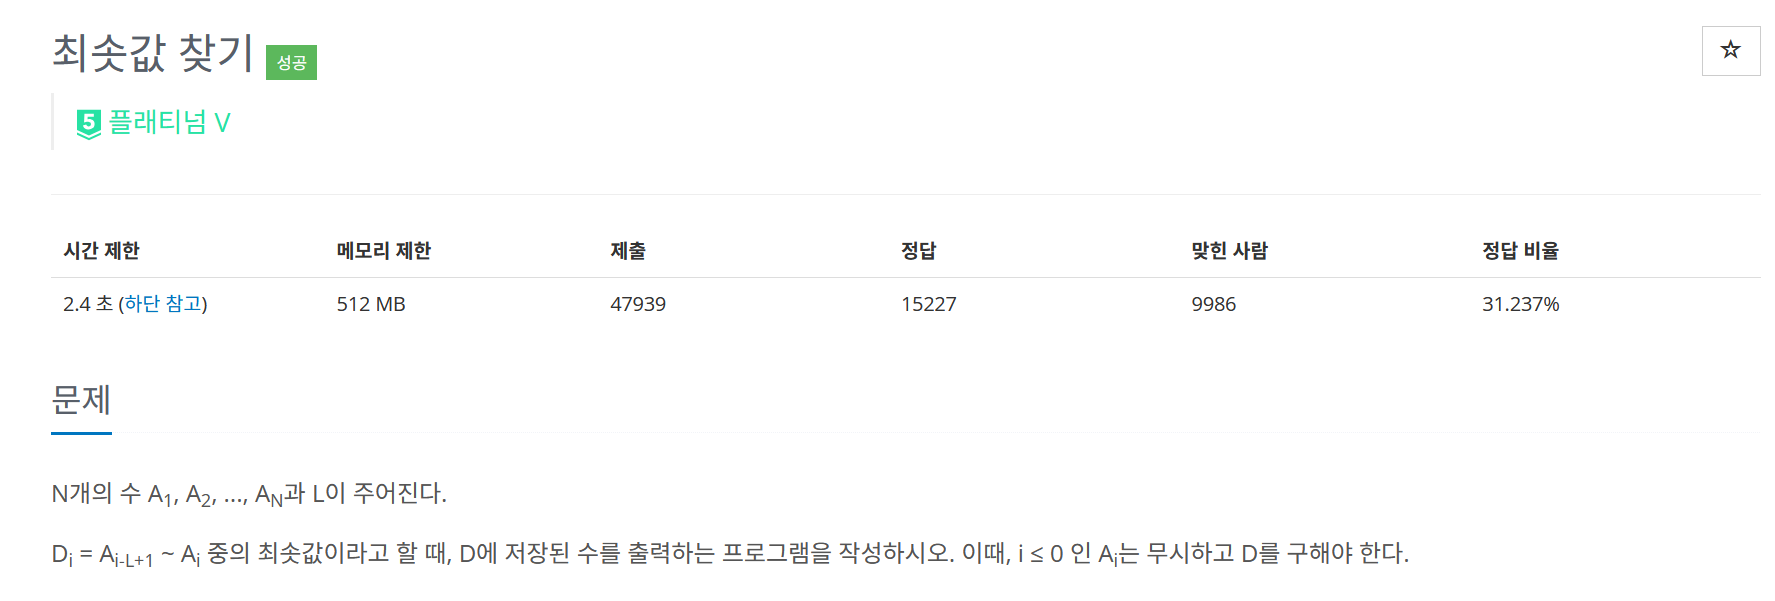 최솟값 찾기 성공
5 플래티넘 V
시간 제한 메모리 제한 제출 정답 맞힌 사람 정답 비율
2.4 초 (하단 참고) 512 MB 47939 15227 9986 31.237%
문제
N개의 수 A1, A2, ..., AN과 L이 주어진다.
Di = Ai-L+1 ~ Ai 중의 최솟값이라고 할 때, D에 저장된 수를 출력하는 프로그램을 작성하시오. 이때, i ≤ 0 인 Ai는 무시하고 D를 구해야 한다.